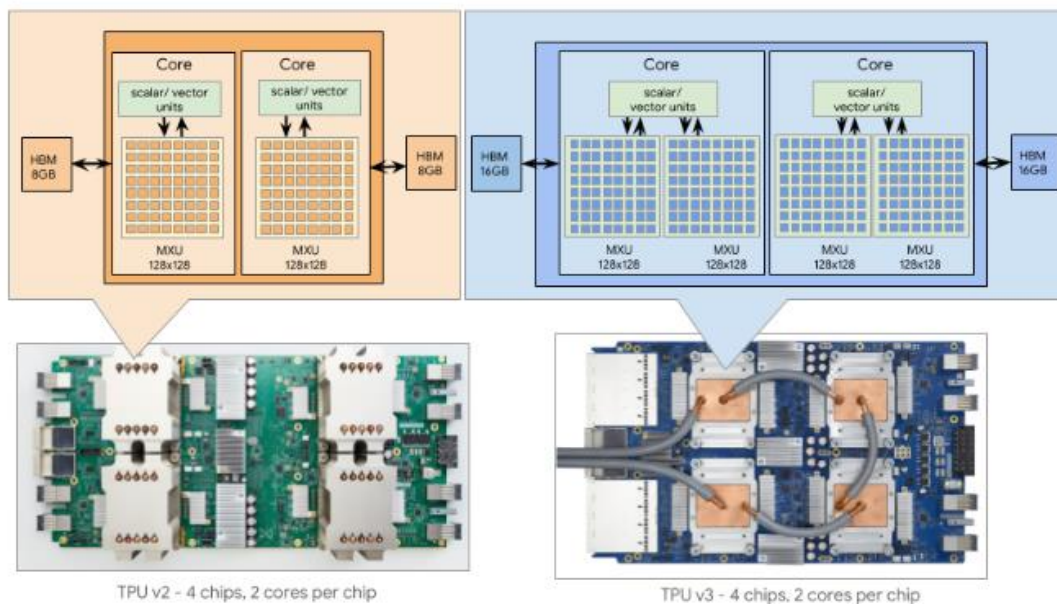 Core
scalar/ vector
units
HBM
8GB
MXU
128x128
Core
scalar/ vector
units
HBM
8GB
MXU
128x128
Core
scalar/
vector units
HBM
16GB
MXU
128x128
MXU
128x128
Core
scalar/
vector units
HBM
16GB
MXU
128x128
MXU
128x128
TPU v2 - 4 chips, 2 cores per chip
TPU v3 - 4 chips, 2 cores per chip